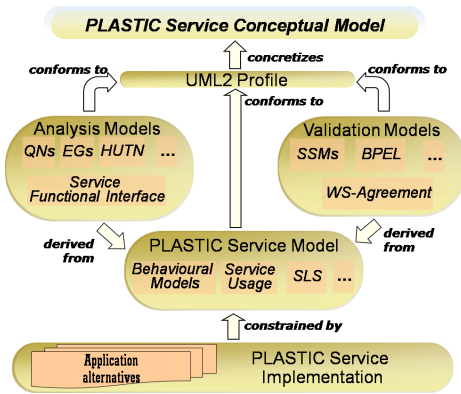 PLASTIC Service Conceptual Model
concretizes
conforms to
conforms to
UML2 Profile
conforms to
Analysis Models
QNs EGs HUTN ...
Service
Functional Interface
Validation Models
SSMs BPEL ...
WS-Agreement
derived
from
derived
from
PLASTIC Service Model
Behavioural
Models
Service
Usage
SLS
...
constrained by
Application
alternatives
PLASTIC Service
Implementation